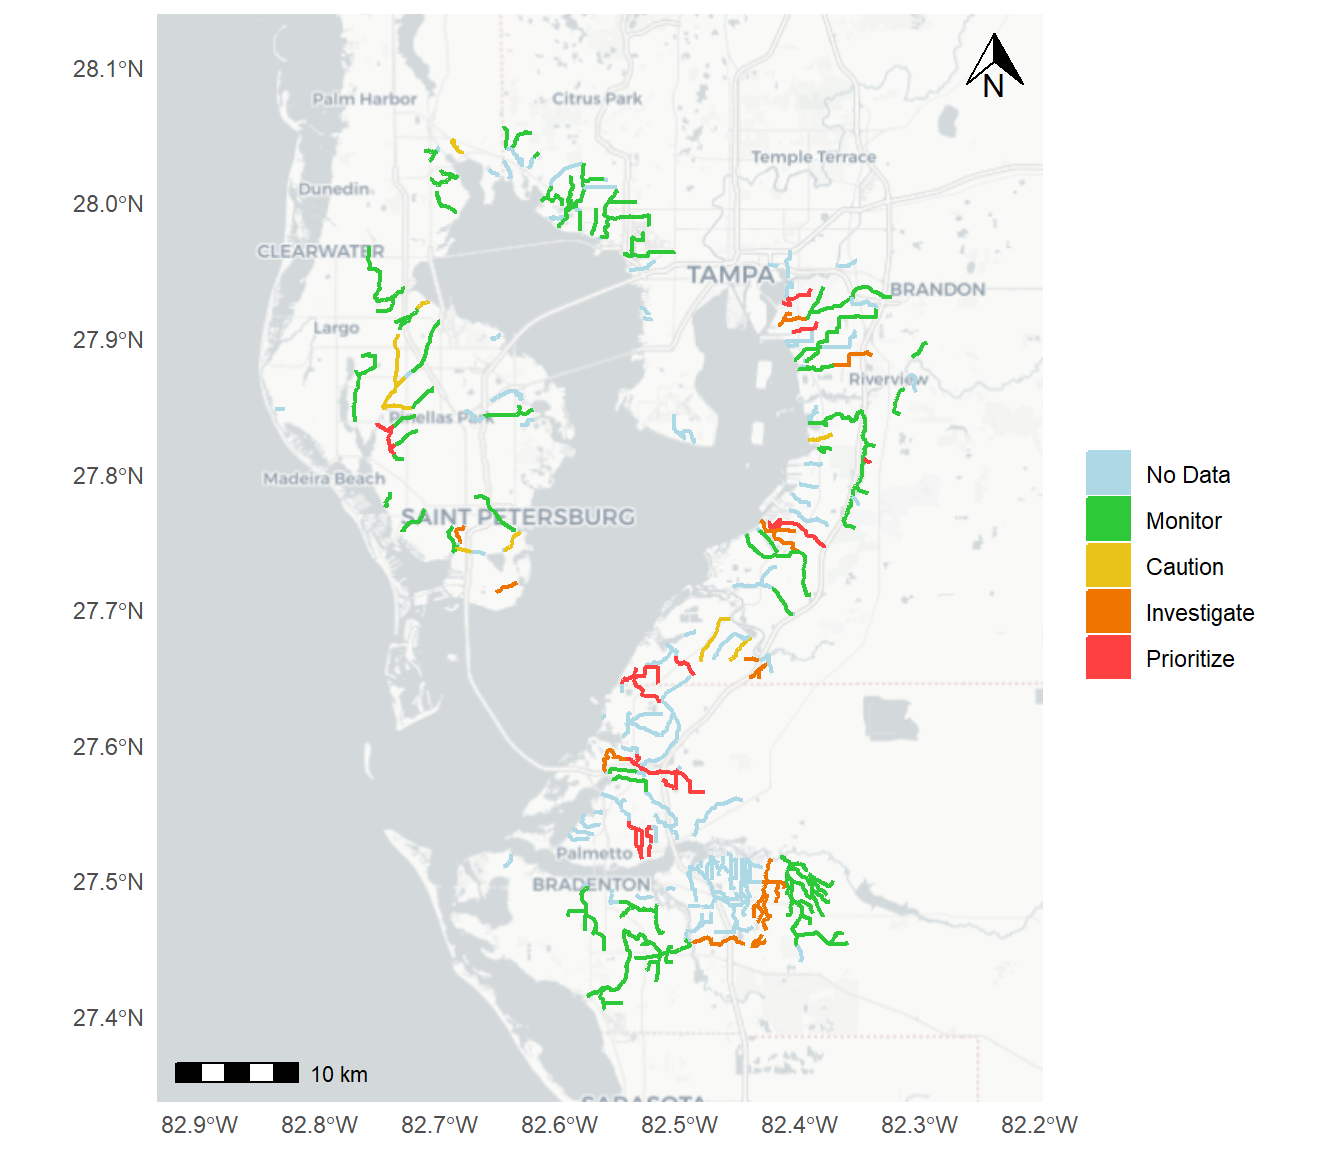 N
28.1°N
28.0°N
27.9°N
27.8°N
27.7°N
27.6°N
27.5°N
27.4°N
Palm Harbor
Citrus Park
Temple Terrace
Dunedin
CLEARWATER
TAMPA
BRANDON
Largo
Riverview
Pinellas Park
Madeira Beach
SAINT PETERSBURG
Palmetto
BRADENTON
SARASOTA
10 km
82.9°W
82.8°W
82.7°W
82.6°W
82.5°W
82.4°W
82.3°W
82.2°W
No Data
Monitor
Caution
Investigate
Prioritize